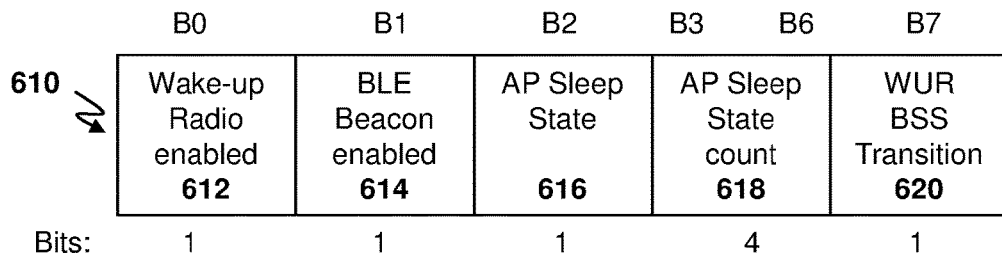 B0 B1 B2 B3 B6 B7
610
Wake-up Radio enabled 612
BLE Beacon enabled 614
AP Sleep State 616
AP Sleep State count 618
WUR BSS Transition 620
Bits: 1 1 1 4 1